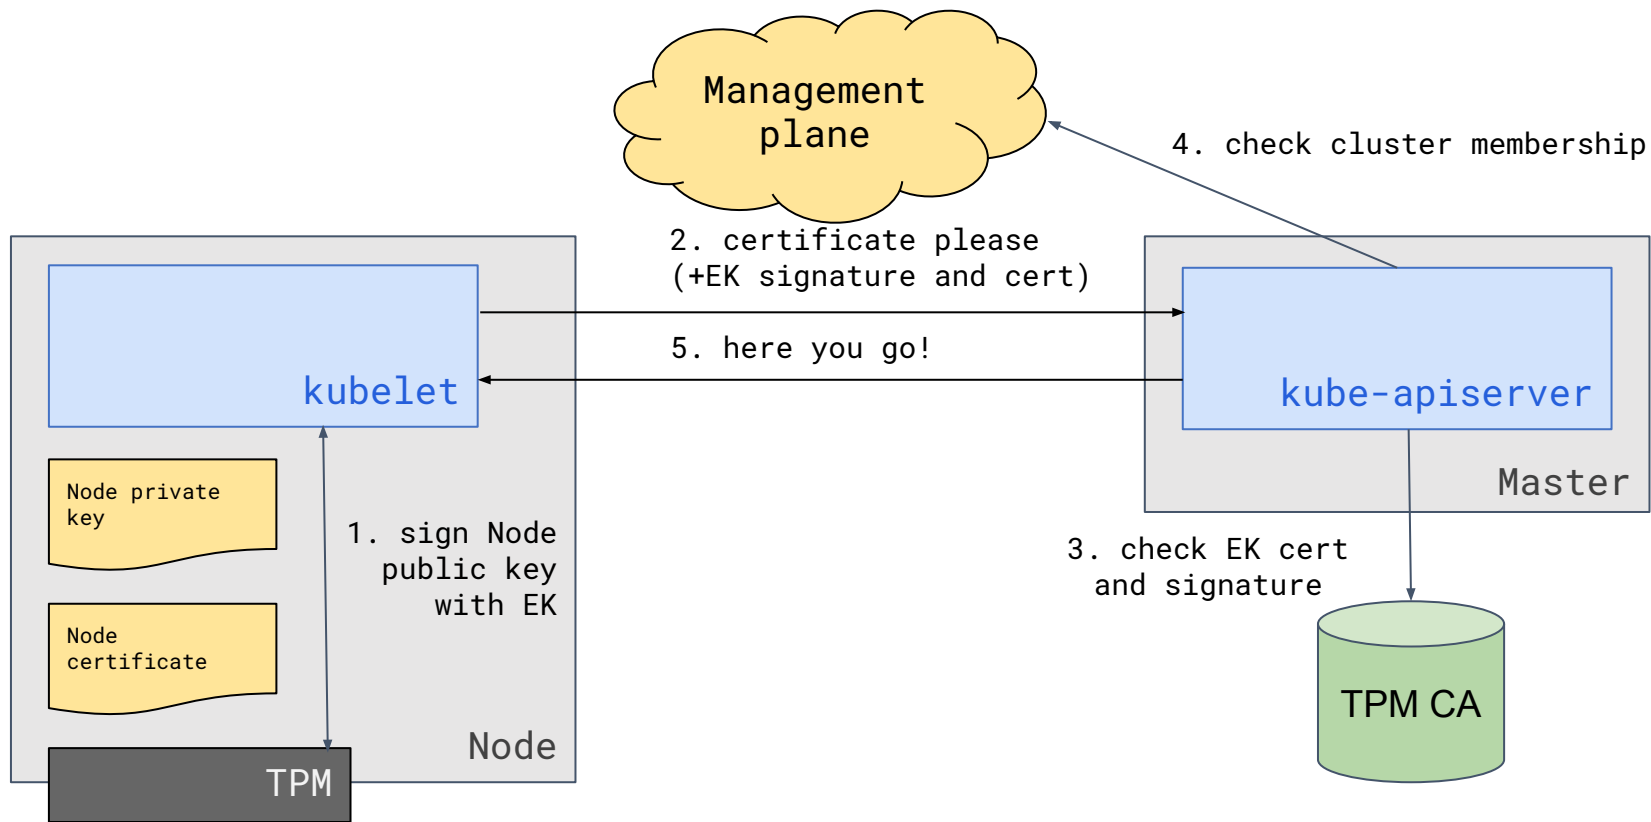 Management
plane
4. check cluster membership
2. certificate please
(+EK signature and cert)
5. here you go!
kubelet
kube-apiserver
Master
Node private
key
1. sign Node
public key
with EK
3. check EK cert
and signature
Node
certificate
TPM CA
Node
TPM